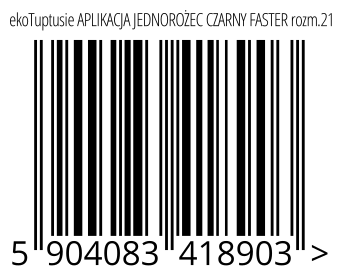 ekoTuptusie APLIKACJA JEDNOROŻEC CZARNY FASTER rozm.21
5 904083 418903 >